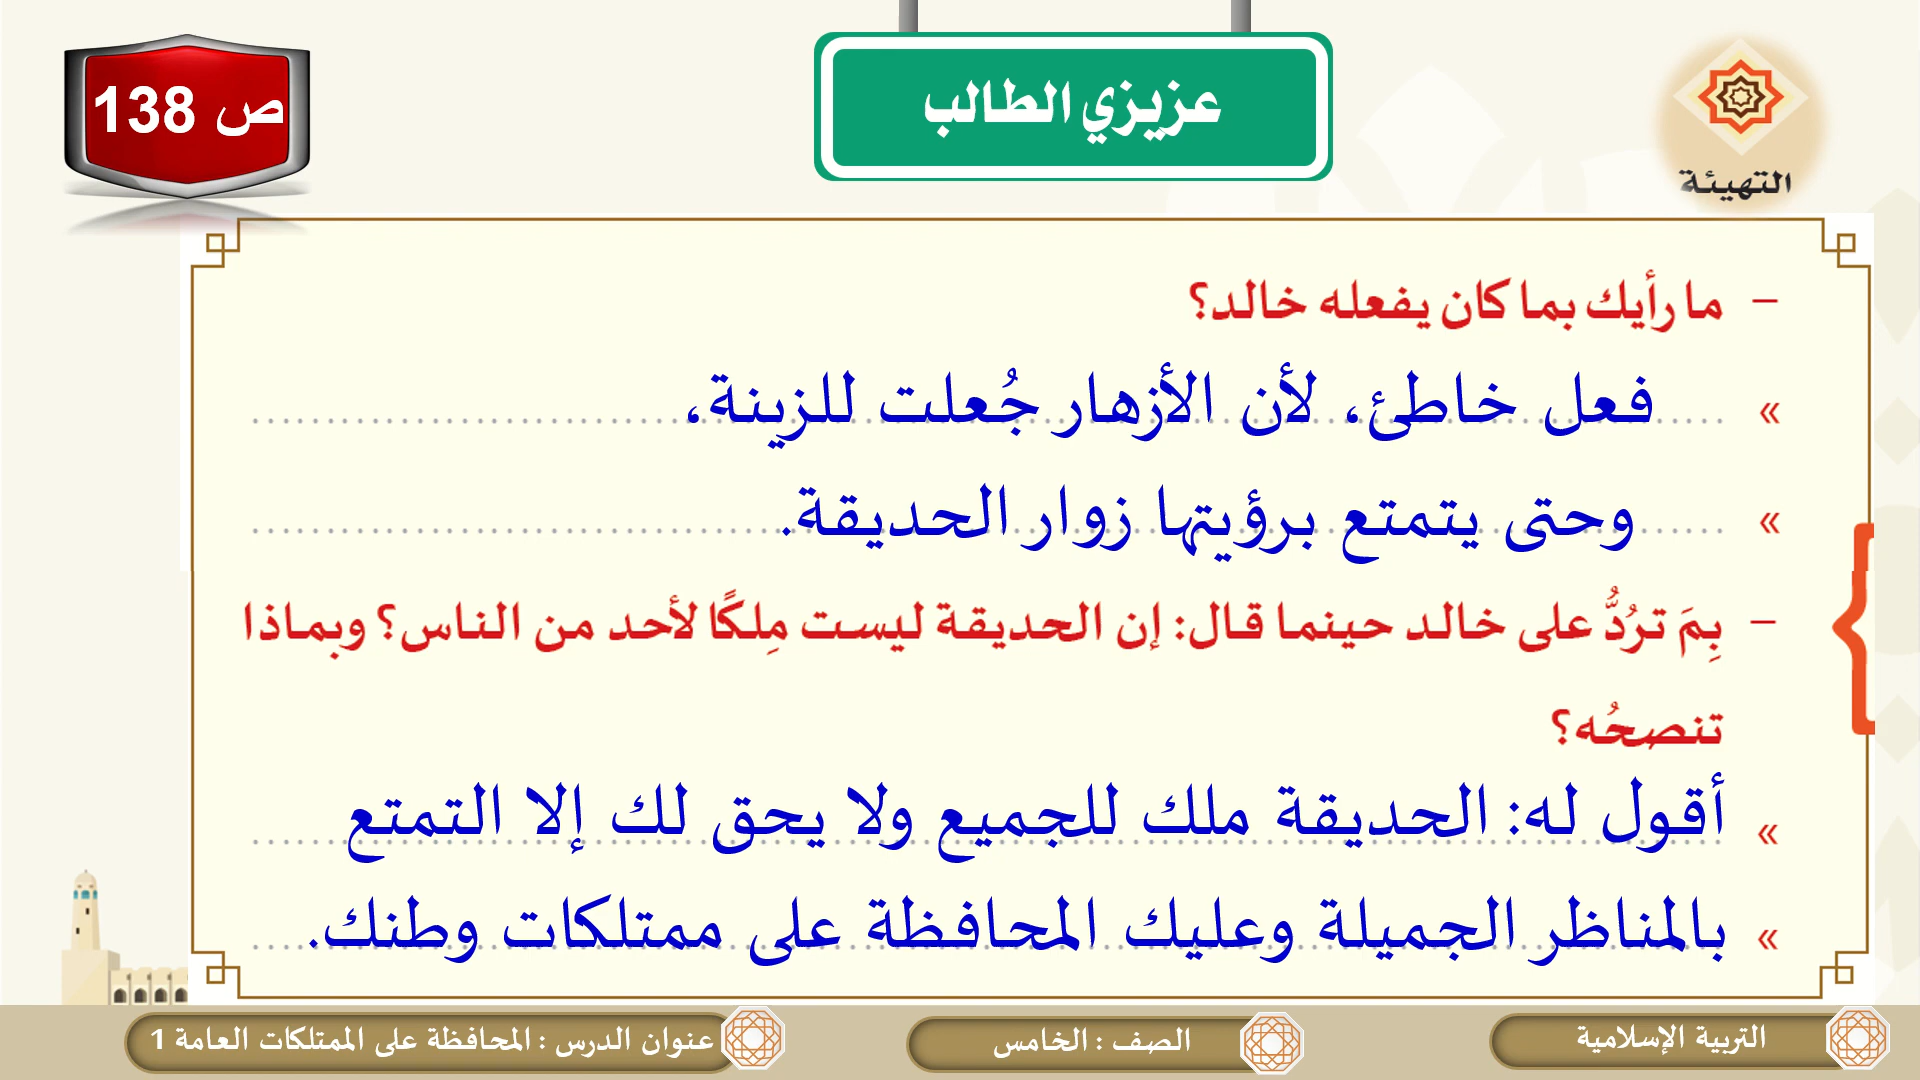 ص 138
عزيزي الطالب
التهيئة
– ما رأيك بما كان يفعله خالد؟
» فعل خاطئ، لأن الأزهار جُعلت للزينة،
» وحتى يتمتع برؤيتها زوار الحديقة.
– بِمَ ترُدُّ على خالد حينما قال: إن الحديقة ليست مِلكًا لأحد من الناس؟ وبماذا
تنصحُه؟
» أقول له: الحديقة ملك للجميع ولا يحق لك إلا التمتع
» بالمناظر الجميلة وعليك المحافظة على ممتلكات وطنك.
التربية الإسلامية
الصف : الخامس
عنوان الدرس : المحافظة على الممتلكات العامة 1